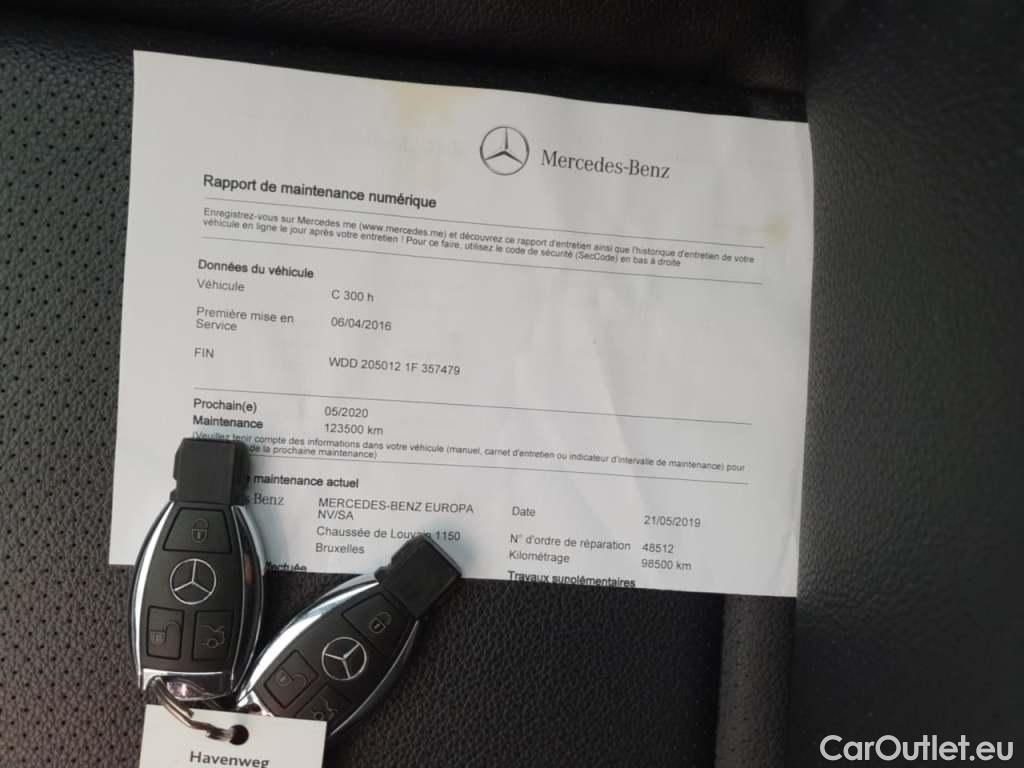 Mercedes-Benz
Rapport de maintenance numérique
Enregistrez-vous sur Mercedes me (www.mercedes.me) et découvrez ce rapport d'entretien ainsi que l'historique d'entretien de votre
véhicule en ligne le jour après votre entretien ! Pour ce faire, utilisez le code de sécurité (SecCode) en bas à droite
Données du véhicule
Véhicule C 300 h
Première mise en
Service 06/04/2016
FIN WDD 205012 1F 357479
Prochain(e) 05/2020
Maintenance 123500 km
(Veuillez tenir compte des informations dans votre véhicule (manuel, carnet d'entretien ou indicateur d'intervalle de maintenance) pour
de la prochaine maintenance)
maintenance actuel
Benz MERCEDES-BENZ EUROPA
NV/SA
Chaussée de Louvain 1150
Bruxelles
Date 21/05/2019
N° d'ordre de réparation 48512
Kilométrage 98500 km
Travaux supplémentaires
Havenweg
CarOutlet.eu